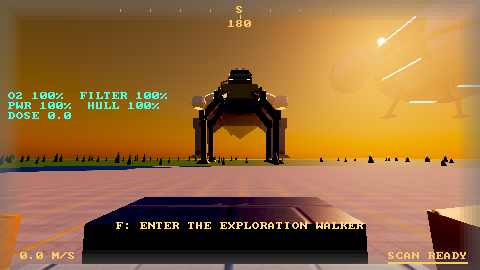 S
180
O2 100% FILTER 100%
PWR 100% HULL 100%
DOSE 0.0
F: ENTER THE EXPLORATION WALKER
0.0 M/S
SCAN READY